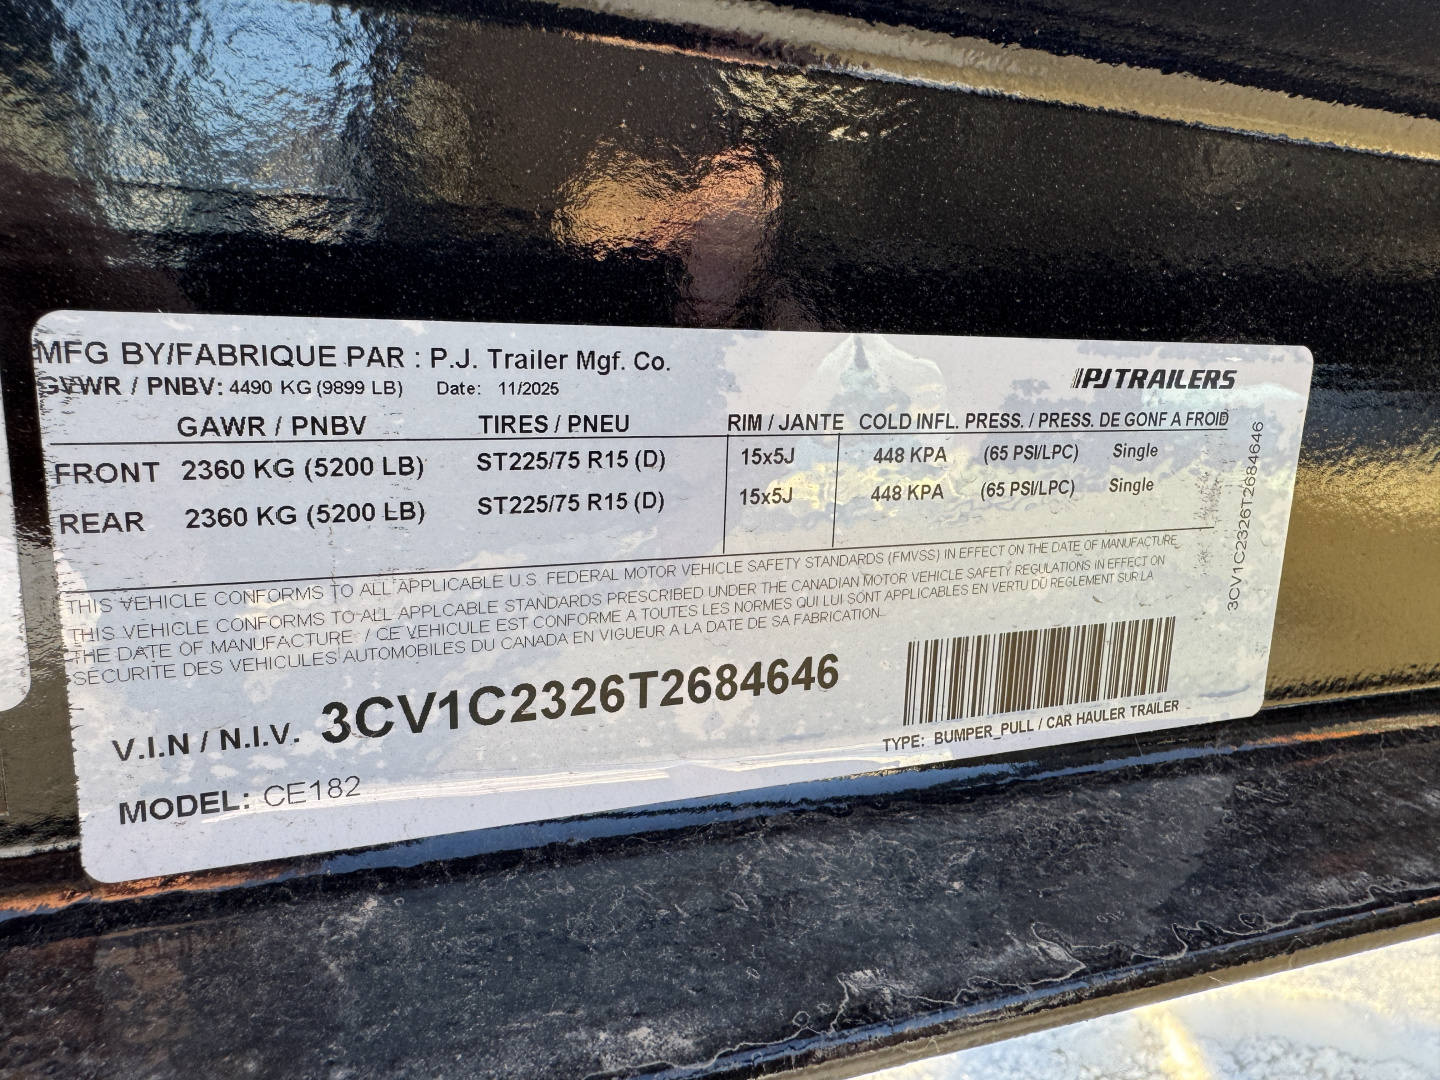 MFG BY/FABRIQUE PAR : P.J. Trailer Mfg. Co.
GVWR / PNBV: 4490 KG (9899 LB) Date: 11/2025
PJ TRAILERS
GAWR / PNBV TIRES / PNEU RIM / JANTE COLD INFL. PRESS. / PRESS. DE GONF A FROID
FRONT 2360 KG (5200 LB) ST225/75 R15 (D) 15x5J 448 KPA (65 PSI/LPC) Single
REAR 2360 KG (5200 LB) ST225/75 R15 (D) 15x5J 448 KPA (65 PSI/LPC) Single
THIS VEHICLE CONFORMS TO ALL APPLICABLE U.S. FEDERAL MOTOR VEHICLE SAFETY STANDARDS (FMVSS) IN EFFECT ON THE DATE OF MANUFACTURE
THIS VEHICLE CONFORMS TO ALL APPLCABLE STANDARDS PRESCRIBED UNDER THE CANADIAN MOTOR VEHICLE SAFETY REGULATIONS IN EFFECT ON
THE DATE OF MANUFACTURE. / CE VEHICULE EST CONFORME A TOUTES LES NORMES QUI LUI SONT APPLICABLES EN VERTU DU REGLEMENT SUR LA
SECURITE DES VEHICULES AUTOMOBILES DU CANADA EN VIGUEUR A LA DATE DE SA FABRICATION.
V.I.N / N.I.V. 3CV1C2326T2684646
TYPE: BUMPER_PULL / CAR HAULER TRAILER
MODEL: CE182
3CV1C2326T2684646